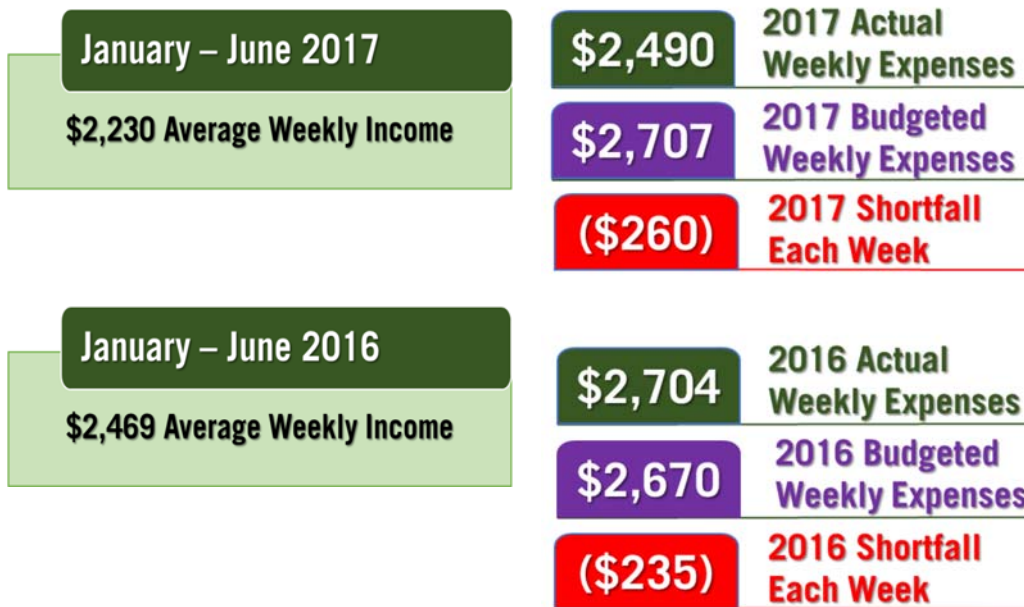 January – June 2017
$2,230 Average Weekly Income
$2,490
2017 Actual
Weekly Expenses
$2,707
2017 Budgeted
Weekly Expenses
($260)
2017 Shortfall
Each Week
January – June 2016
$2,469 Average Weekly Income
$2,704
2016 Actual
Weekly Expenses
$2,670
2016 Budgeted
Weekly Expenses
($235)
2016 Shortfall
Each Week